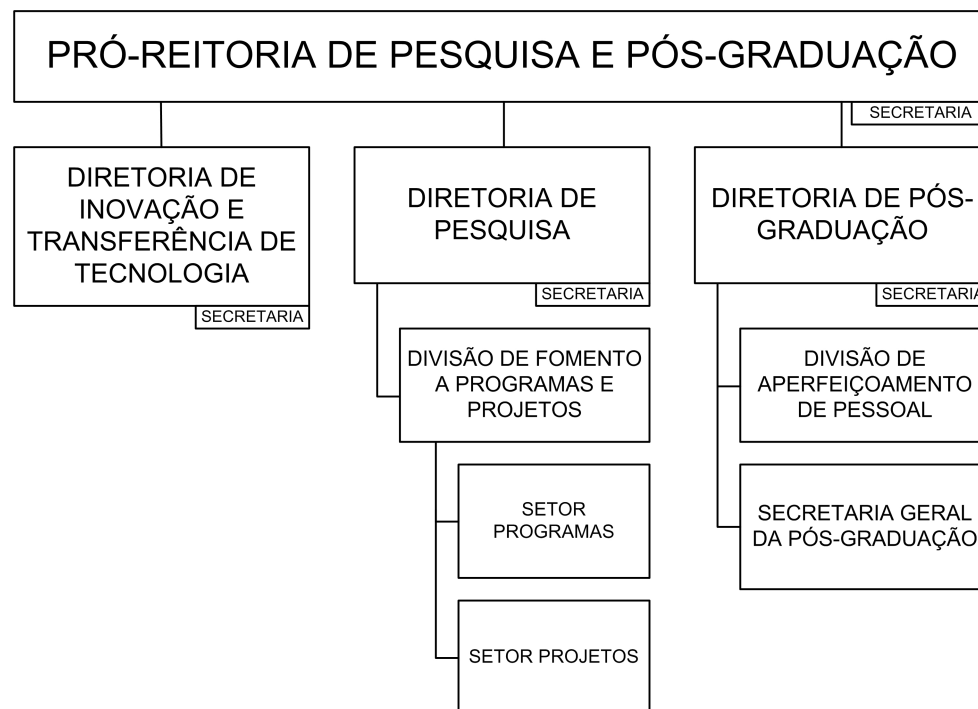 PRÓ-REITORIA DE PESQUISA E PÓS-GRADUAÇÃO
SECRETARIA
DIRETORIA DE
INOVAÇÃO E
TRANSFERÊNCIA DE
TECNOLOGIA
SECRETARIA
DIRETORIA DE
PESQUISA
SECRETARIA
DIVISÃO DE FOMENTO
A PROGRAMAS E
PROJETOS
SETOR
PROGRAMAS
SETOR PROJETOS
DIRETORIA DE PÓS-
GRADUAÇÃO
SECRETARIA
DIVISÃO DE
APERFEIÇOAMENTO
DE PESSOAL
SECRETARIA GERAL
DA PÓS-GRADUAÇÃO